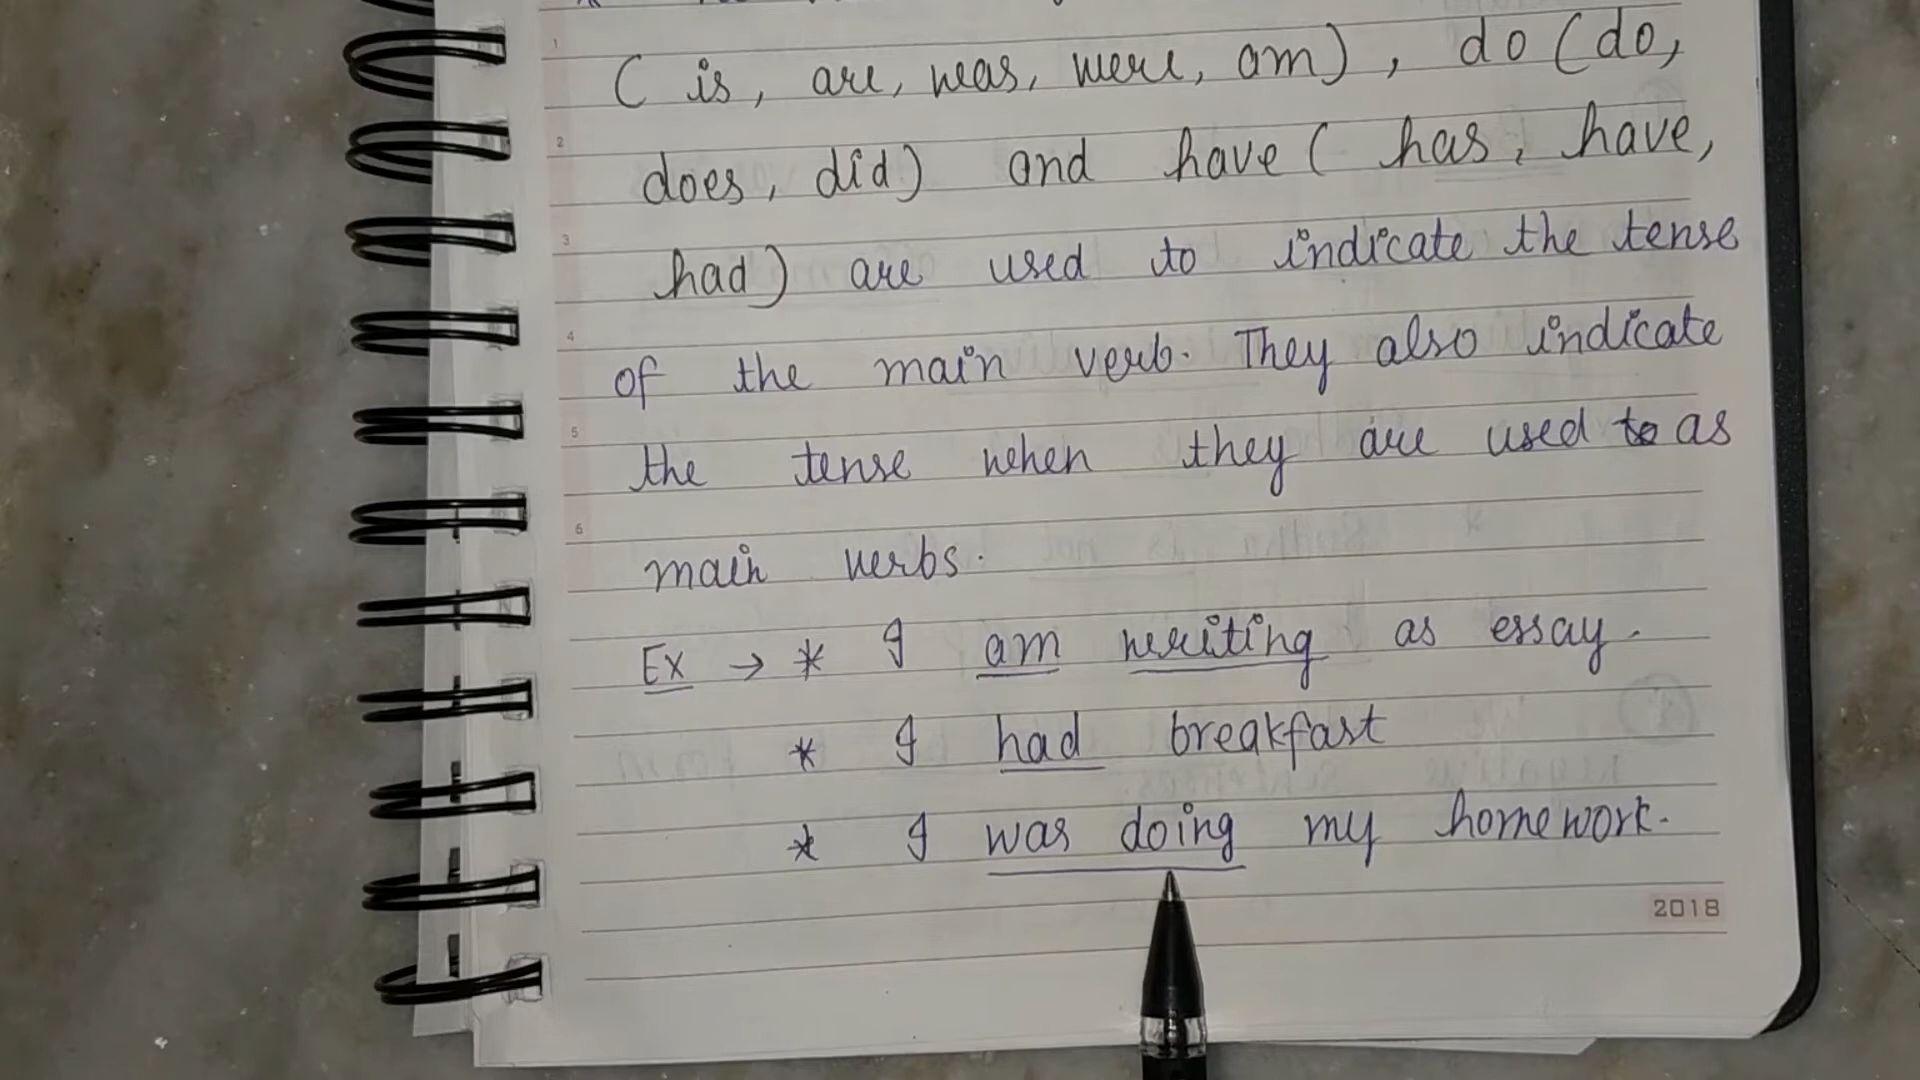 ( is, are, was, were, am), do (do,
does, did) and have ( has, have,
had) are used to indicate the tense
of the main verb. They also indicate
the tense when they are used to as
main verbs.
Ex → * I am writing as essay.
* I had breakfast
* I was doing my homework.
2018